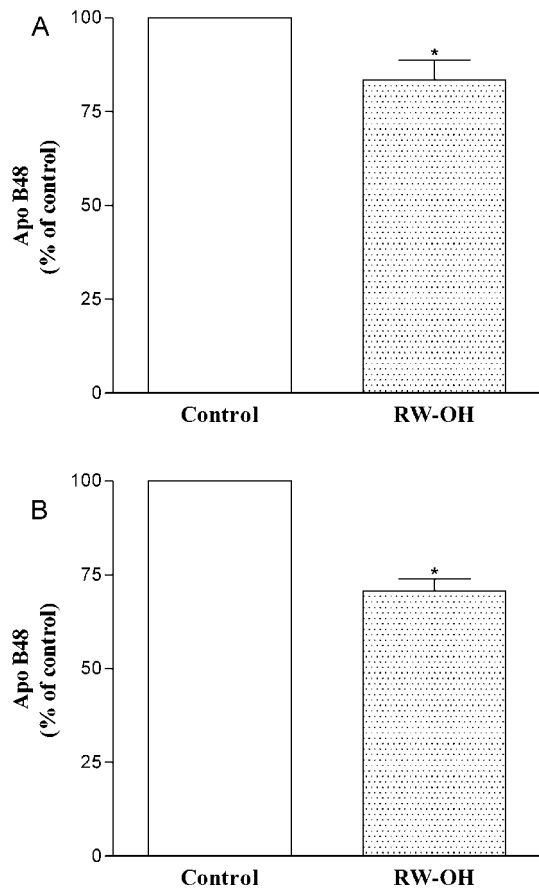 A
Apo B48
(% of control)
100
75
50
25
0
*
Control
RW-OH
B
Apo B48
(% of control)
100
75
50
25
0
*
Control
RW-OH